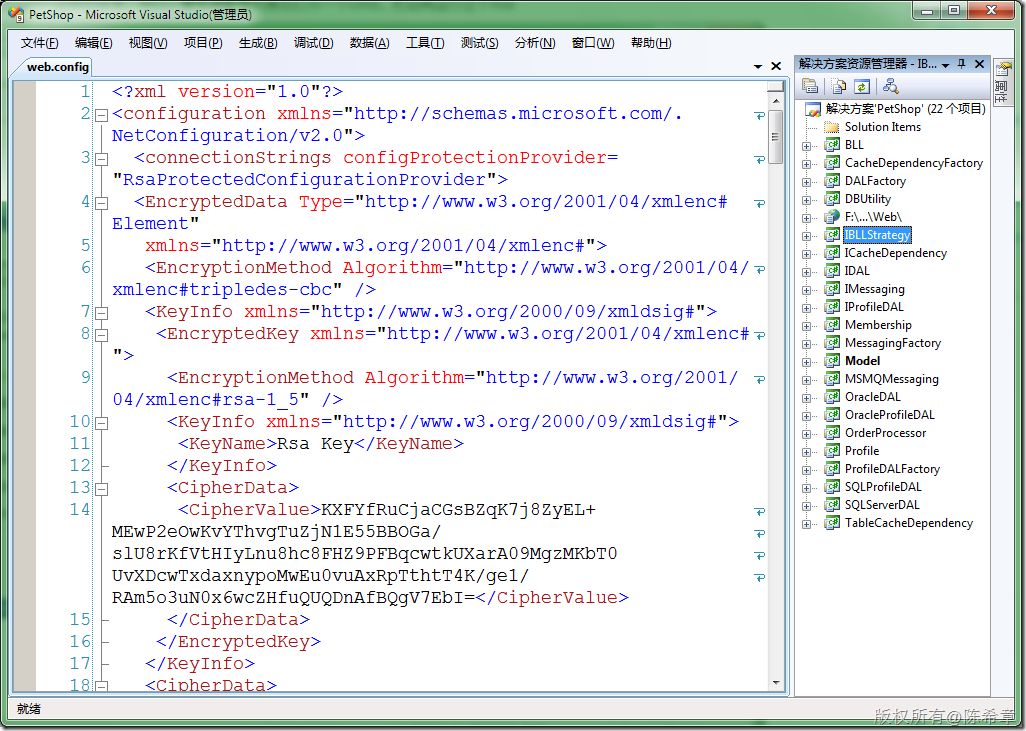 PetShop - Microsoft Visual Studio(管理员)
文件(F) 编辑(E) 视图(V) 项目(P) 生成(B) 调试(D) 数据(A) 工具(T) 测试(S) 分析(N) 窗口(W) 帮助(H)
web.config
1 <?xml version="1.0"?>
2 <configuration xmlns="http://schemas.microsoft.com/.
NetConfiguration/v2.0">
3 <connectionStrings configProtectionProvider=
"RsaProtectedConfigurationProvider">
4 <EncryptedData Type="http://www.w3.org/2001/04/xmlenc#
Element"
5 xmlns="http://www.w3.org/2001/04/xmlenc#">
6 <EncryptionMethod Algorithm="http://www.w3.org/2001/04/
xmlenc#tripledes-cbc" />
7 <KeyInfo xmlns="http://www.w3.org/2000/09/xmldsig#">
8 <EncryptedKey xmlns="http://www.w3.org/2001/04/xmlenc#
">
9 <EncryptionMethod Algorithm="http://www.w3.org/2001/
04/xmlenc#rsa-1_5" />
10 <KeyInfo xmlns="http://www.w3.org/2000/09/xmldsig#">
11 <KeyName>Rsa Key</KeyName>
12 </KeyInfo>
13 <CipherData>
14 <CipherValue>KXFYfRuCjaCGsBZqK7j8ZyEL+
MEwP2eOwKvYThvgTuZjN1E55BBOGa/
slU8rKfVtHIyLnu8hc8FHZ9PFBqcwtkUXarA09MgzMKbT0
UvXDcwTxdaxnypoMwEu0vuAxRpTthtT4K/ge1/
RAm5o3uN0x6wcZHfuQUQDnAfBQgV7EbI=</CipherValue>
15 </CipherData>
16 </EncryptedKey>
17 </KeyInfo>
18 <CipherData>
解决方案资源管理器 - IB...
解决方案'PetShop' (22 个项目)
Solution Items
BLL
CacheDependencyFactory
DALFactory
DBUtility
F:\...\Web\
IBLLStrategy
ICacheDependency
IDAL
IMessaging
IProfileDAL
Membership
MessagingFactory
Model
MSMQMessaging
OracleDAL
OracleProfileDAL
OrderProcessor
Profile
ProfileDALFactory
SQLProfileDAL
SQLServerDAL
TableCacheDependency
就绪
版权所有@陈希章